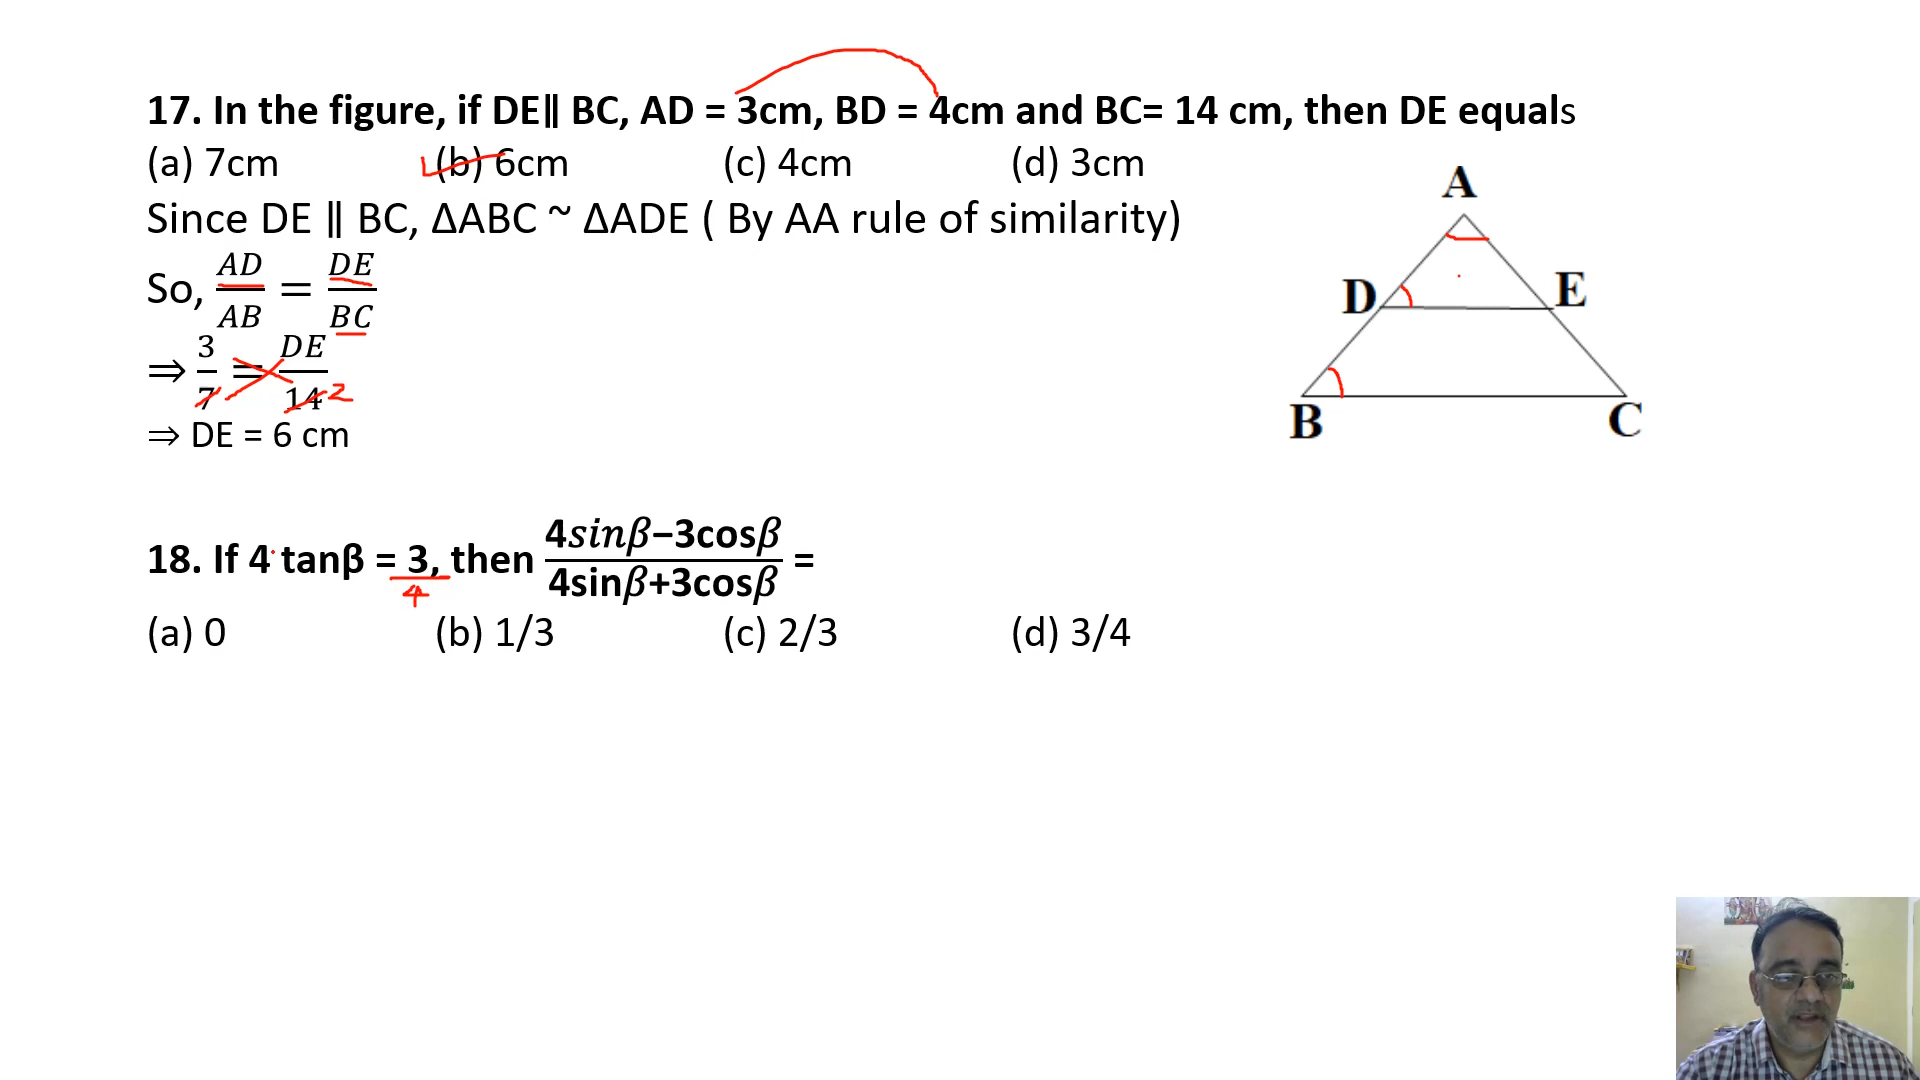 17. In the figure, if DE∥ BC, AD = 3cm, BD = 4cm and BC= 14 cm, then DE equals
(a) 7cm (b) 6cm (c) 4cm (d) 3cm
Since DE ∥ BC, ΔABC ~ ΔADE ( By AA rule of similarity)
So, AD/AB = DE/BC
⇒ 3/7 = DE/14 2
⇒ DE = 6 cm
A
D E
B C
18. If 4 tanβ = 3, then (4sinβ−3cosβ)/(4sinβ+3cosβ) =
4
(a) 0 (b) 1/3 (c) 2/3 (d) 3/4